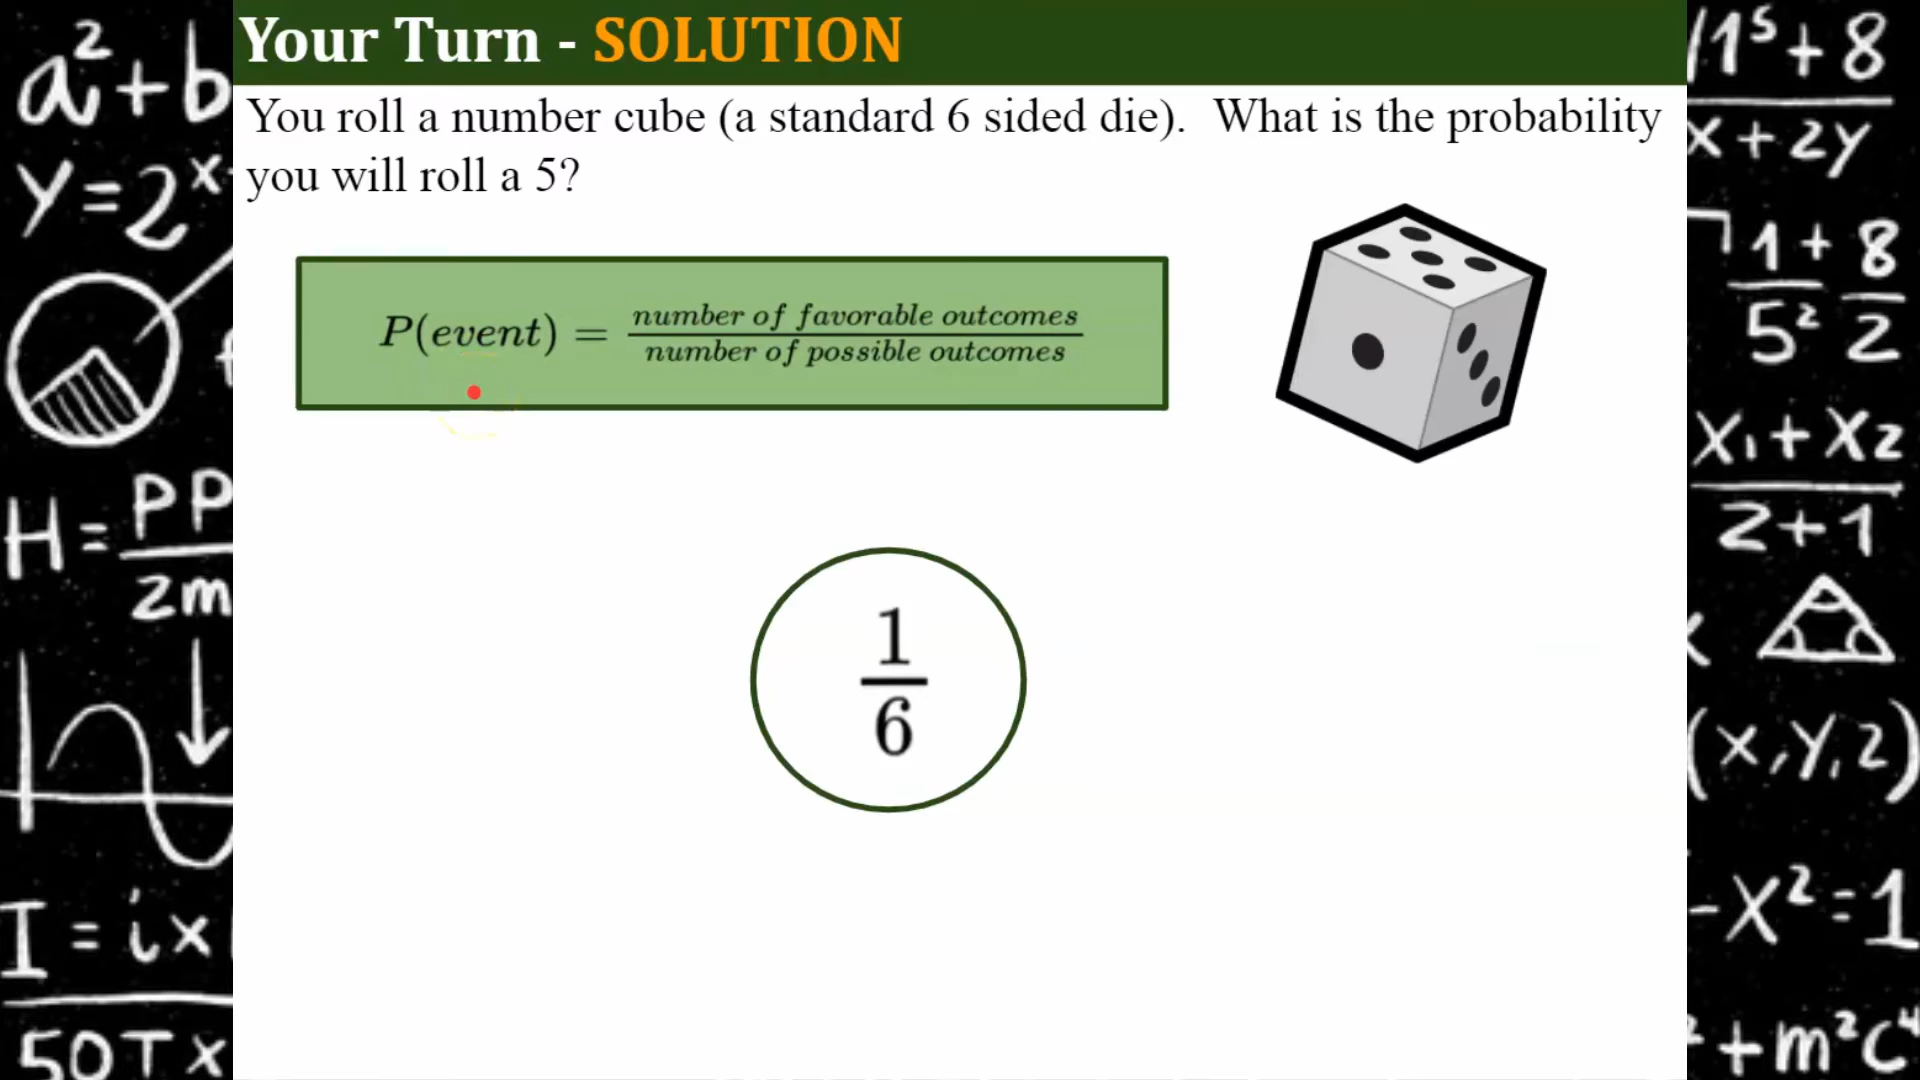 Your Turn - SOLUTION
You roll a number cube (a standard 6 sided die). What is the probability
you will roll a 5?
P(event) = number of favorable outcomes / number of possible outcomes
1
6
a² + b
y = 2ˣ
H = PP
2m
I = ix
50Tx
1⁵ + 8
x + 2y
1 + 8
5² 2
x₁ + x₂
2 + 1
(x, y, 2)
-x² = 1
+ m²c⁴